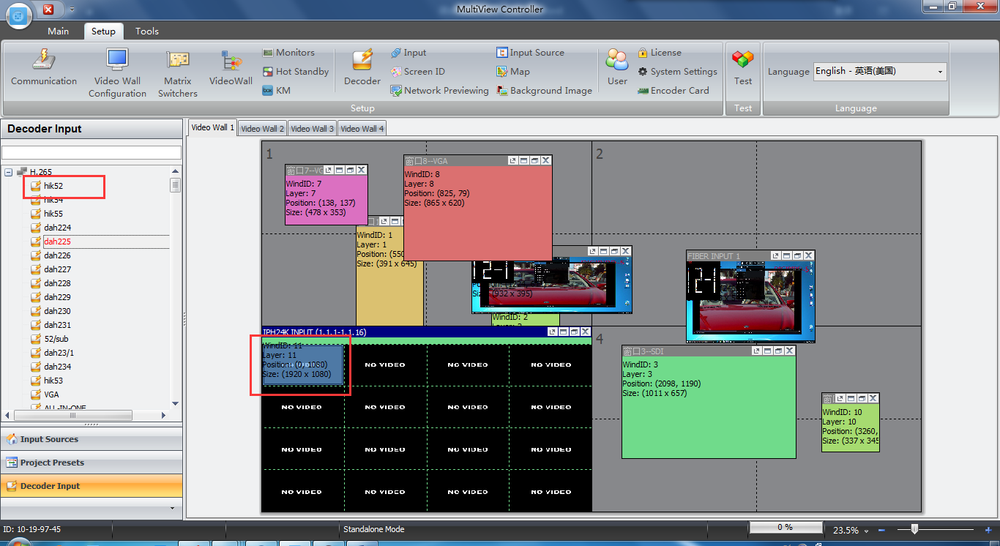 MultiView Controller
Main Setup Tools
Communication
Video Wall
Configuration
Matrix
Switchers
VideoWall
Monitors
Hot Standby
KM
Decoder
Input
Screen ID
Network Previewing
Input Source
Map
Background Image
User
License
System Settings
Encoder Card
Test
Language English - 英语(美国)
Setup
Test
Language
Decoder Input
Video Wall 1 Video Wall 2 Video Wall 3 Video Wall 4
H.265
hik52
hik54
hik55
dah224
dah225
dah226
dah227
dah228
dah229
dah230
dah231
52/sub
dah23/1
dah234
hik53
VGA
ALL-IN-ONE
Input Sources
Project Presets
Decoder Input
1
2
窗口7--VG
WindID: 7
Layer: 7
Position: (138, 137)
Size: (478 x 353)
窗口8--VGA
WindID: 8
Layer: 8
Position: (825, 79)
Size: (865 x 620)
WindID: 1
Layer: 1
Position: (550
Size: (391 x 645)
12-1
Size: (932 x 395)
WindID: 2
FIBER INPUT 1
2-1
IPH24K INPUT (1.1.1-1.1.16)
WindID: 11
Layer: 11
Position: (0, 1080)
Size: (1920 x 1080)
NO VIDEO NO VIDEO NO VIDEO
NO VIDEO NO VIDEO NO VIDEO NO VIDEO
NO VIDEO NO VIDEO NO VIDEO NO VIDEO
NO VIDEO NO VIDEO NO VIDEO NO VIDEO
4
窗口3--SDI
WindID: 3
Layer: 3
Position: (2098, 1190)
Size: (1011 x 657)
WindID: 10
Layer: 10
Position: (3260,
Size: (337 x 345
ID: 10-19-97-45
Standalone Mode
0 %
23.5%